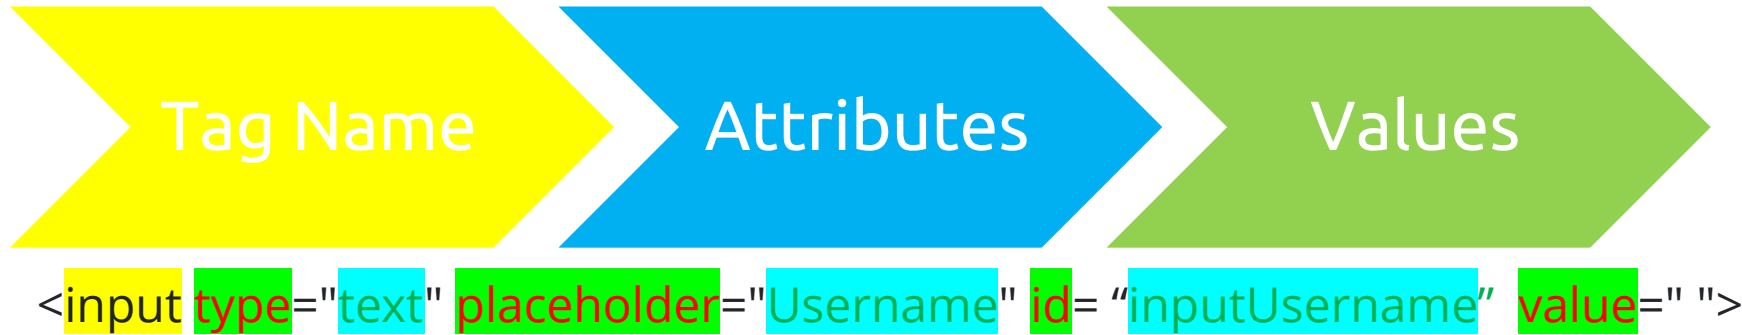 Tag Name Attributes Values
<input type="text" placeholder="Username" id= “inputUsername” value=" ">